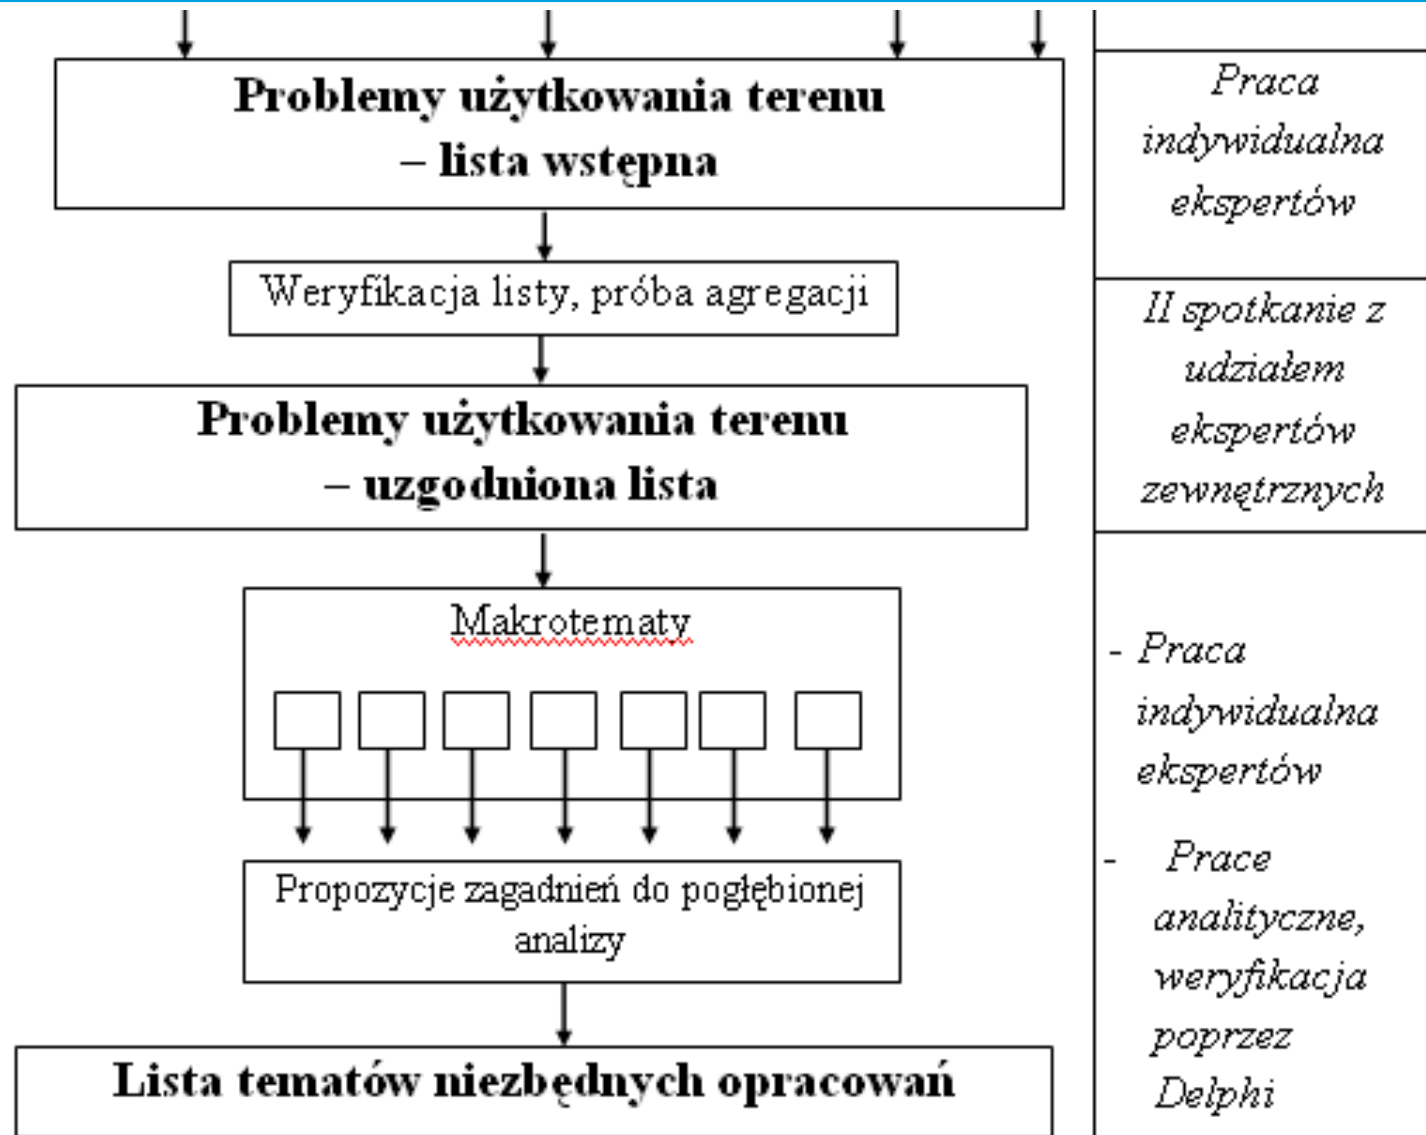 Problemy użytkowania terenu
– lista wstępna
Weryfikacja listy, próba agregacji
Problemy użytkowania terenu
– uzgodniona lista
Makrotematy
Propozycje zagadnień do pogłębionej
analizy
Lista tematów niezbędnych opracowań
Praca
indywidualna
ekspertów
II spotkanie z
udziałem
ekspertów
zewnętrznych
- Praca
indywidualna
ekspertów
- Prace
analityczne,
weryfikacja
poprzez
Delphi